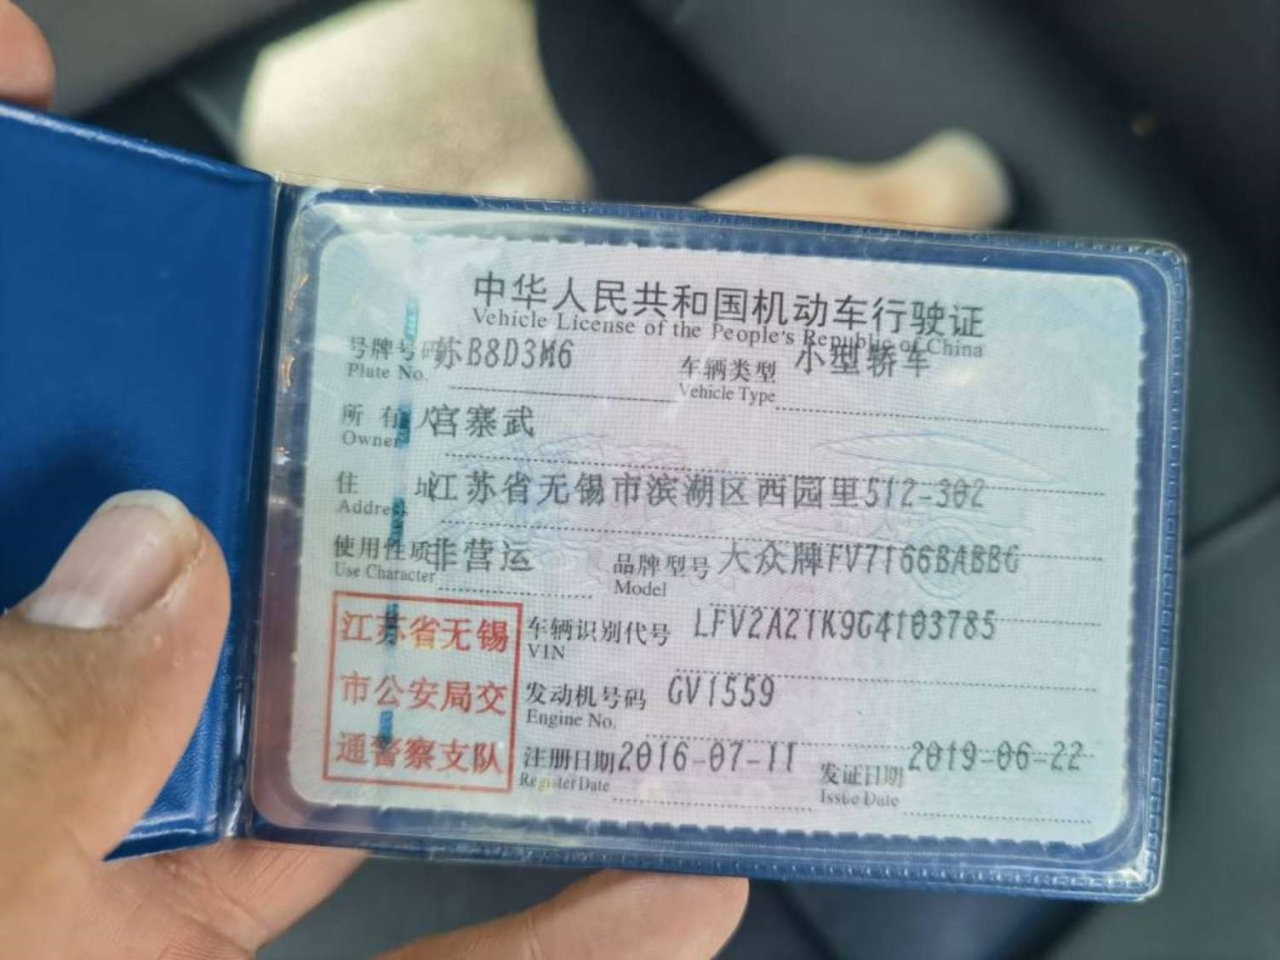 中华人民共和国机动车行驶证
Vehicle License of the People's Republic of China
号牌号码 苏B8D3M6 车辆类型 小型轿车
Plate No. Vehicle Type
所有人 宫寨武
Owner
住址 江苏省无锡市滨湖区西园里512-302
Address
使用性质 非营运 品牌型号 大众牌FV7166BABBG
Use Character Model
江苏省无锡 车辆识别代号 LFV2A21K9G4103785
VIN
市公安局交 发动机号码 GV1559
Engine No.
通警察支队 注册日期 2016-07-11 发证日期 2019-06-22
Register Date Issue Date